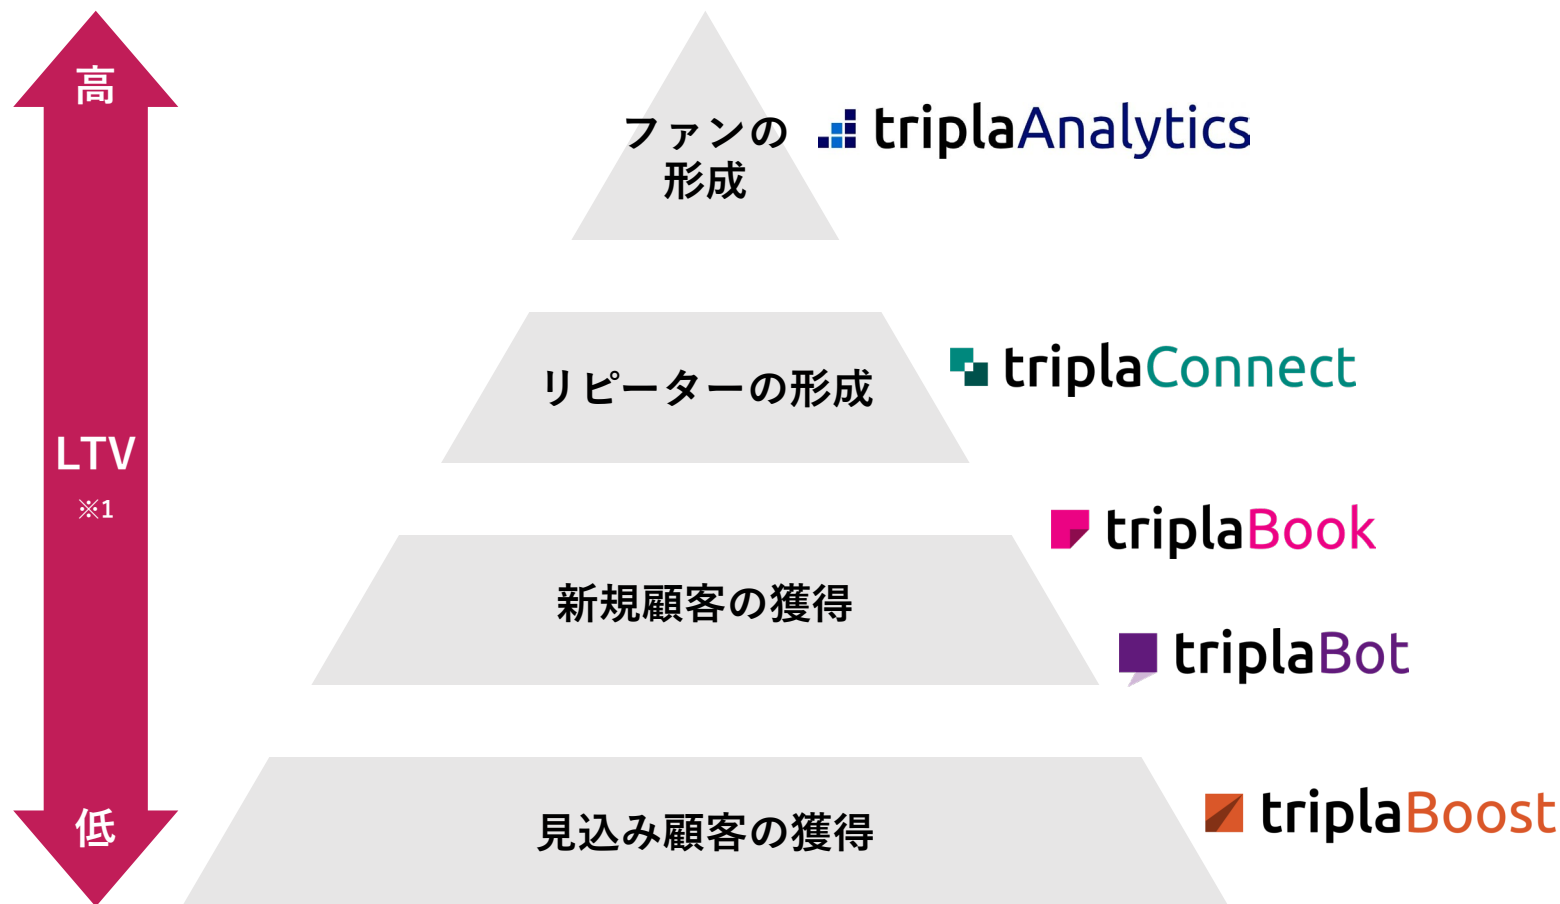 高
LTV
※1
低
ファンの
形成
triplaAnalytics
リピーターの形成
triplaConnect
新規顧客の獲得
triplaBook
triplaBot
見込み顧客の獲得
triplaBoost